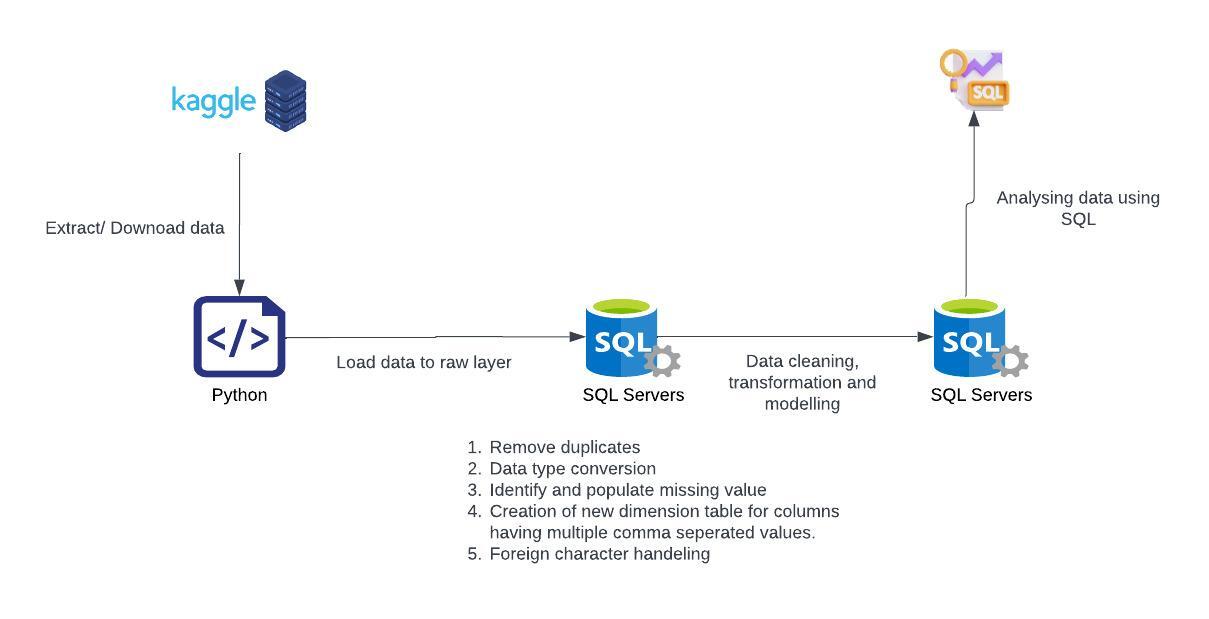 kaggle
SQL
Extract/ Downoad data
Analysing data using
SQL
</>
SQL
SQL
Load data to raw layer
Data cleaning,
transformation and
modelling
Python
SQL Servers
SQL Servers
1. Remove duplicates
2. Data type conversion
3. Identify and populate missing value
4. Creation of new dimension table for columns
having multiple comma seperated values.
5. Foreign character handeling